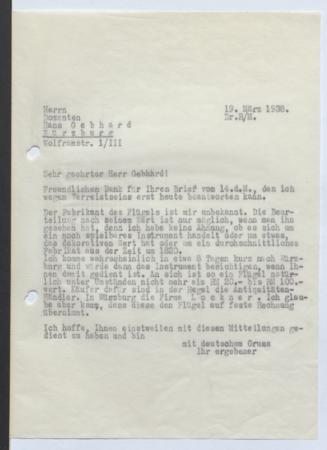 Herrn
Dozenten
Hans Gebhard
Würzburg
Wolframstr. 1/III
19. März 1938.
Dr.R/M.
Sehr geehrter Herr Gebhard!
Freundlichen Dank für Ihren Brief vom 14.d.M., den ich
wegen Verreistseins erst heute beantworten kann.
Der Fabrikant des Flügels ist mir unbekannt. Die Beur-
teilung nach seinem Wert ist nur möglich, wenn man ihn
gesehen hat, denn ich habe keine Ahnung, ob es sich um
ein noch spielbares Instrument handelt oder um etwas,
das dekorativen Wert hat oder um ein durchschnittliches
Fabrikat aus der Zeit um 1820.
Ich komme wahrscheinlich in etwa 8 Tagen kurz nach Würz-
burg und würde dann das Instrument besichtigen, wenn Ih-
nen damit gedient ist. An sich ist so ein Flügel natür-
lich unter Umständen nicht mehr als RM 20.- bis RM 100.-
wert. Käufer dafür sind in der Regel die Antiquitäten-
händler. In Würzburg die Firma Lockner. Ich glau-
be aber kaum, dass diese den Flügel auf feste Rechnung
übernimmt.
Ich hoffe, Ihnen einstweilen mit diesen Mitteilungen ge-
dient zu haben und bin
mit deutschem Gruss
Ihr ergebener